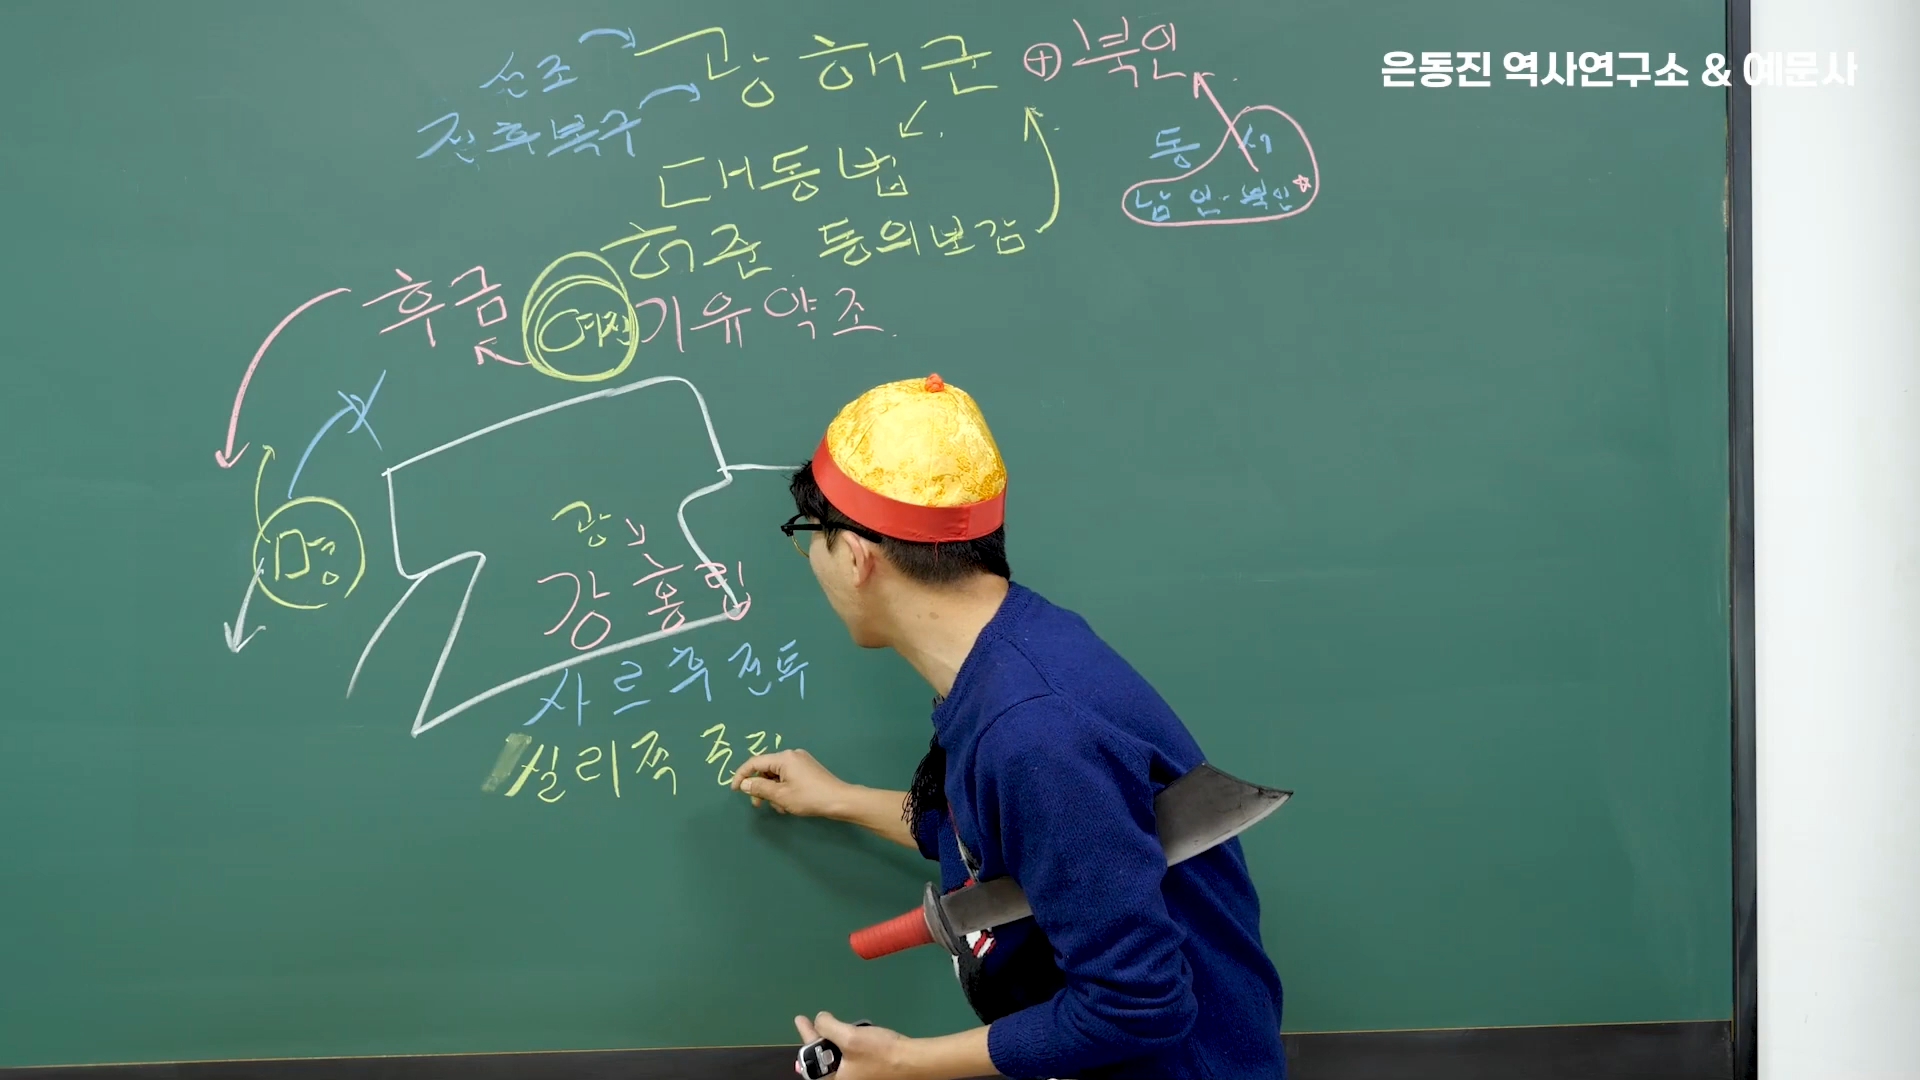 은동진 역사연구소 & 예문사
선조 광해군 ⊕ 북인
전후복구
동 서
대동법
남인·북인☆
허준 동의보감
후금 여진 기유약조
명
광
강홍립
사르후전투
실리적 중립